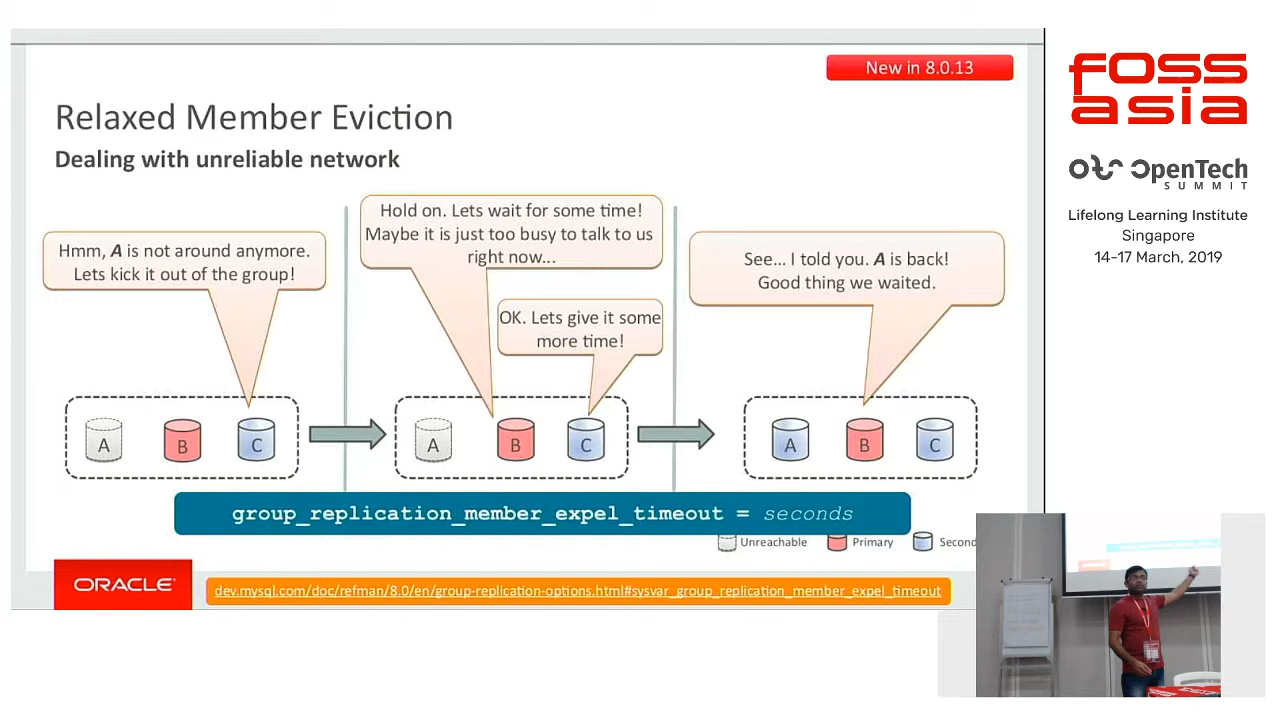 New in 8.0.13
Relaxed Member Eviction
Dealing with unreliable network
Hmm, A is not around anymore.
Lets kick it out of the group!
Hold on. Lets wait for some time!
Maybe it is just too busy to talk to us
right now...
OK. Lets give it some
more time!
See... I told you. A is back!
Good thing we waited.
A
B
C
A
B
C
A
B
C
group_replication_member_expel_timeout = seconds
Unreachable
Primary
Second
ORACLE
dev.mysql.com/doc/refman/8.0/en/group-replication-options.html#sysvar_group_replication_member_expel_timeout
fOSS
asia
OpenTech
SUMMIT
Lifelong Learning Institute
Singapore
14-17 March, 2019